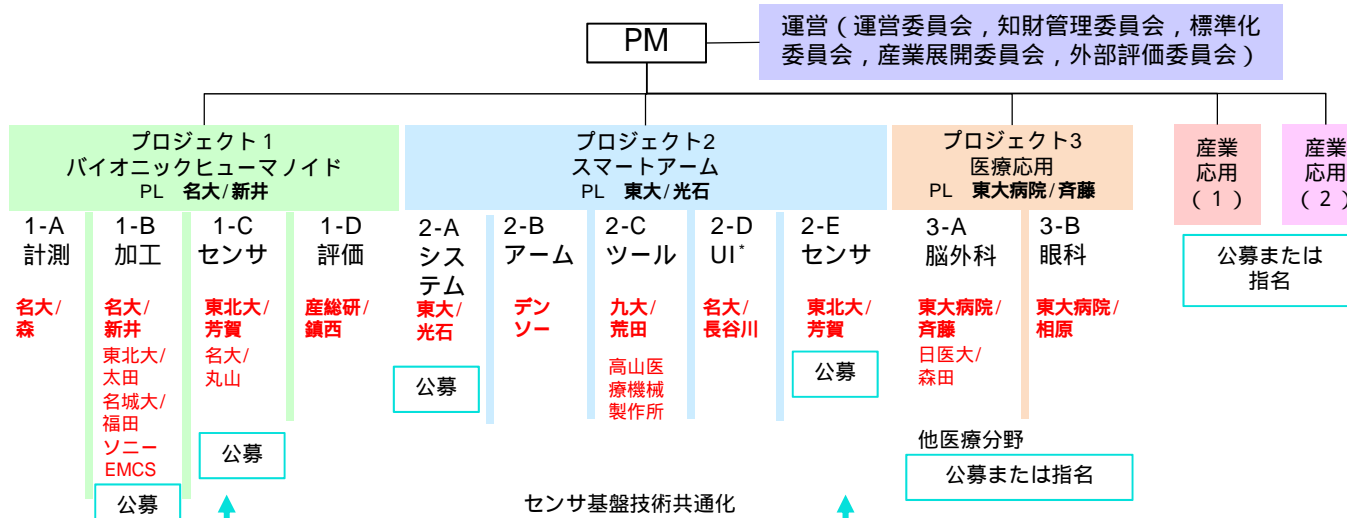 PM
運営（運営委員会，知財管理委員会，標準化
委員会，産業展開委員会，外部評価委員会）
プロジェクト1
バイオニックヒューマノイド
PL 名大/新井
プロジェクト2
スマートアーム
PL 東大/光石
プロジェクト3
医療応用
PL 東大病院/斉藤
産業
応用
（1）
産業
応用
（2）
公募または
指名
1-A
計測
名大/
森
1-B
加工
名大/
新井
東北大/
太田
名城大/
福田
ソニー
EMCS
公募
1-C
センサ
東北大/
芳賀
名大/
丸山
公募
1-D
評価
産総研/
鎮西
2-A
シス
テム
東大/
光石
公募
2-B
アーム
デン
ソー
2-C
ツール
九大/
荒田
高山医
療機械
製作所
2-D
UI*
名大/
長谷川
2-E
センサ
東北大/
芳賀
公募
3-A
脳外科
東大病院/
斉藤
日医大/
森田
3-B
眼科
東大病院/
相原
他医療分野
公募または指名
センサ基盤技術共通化